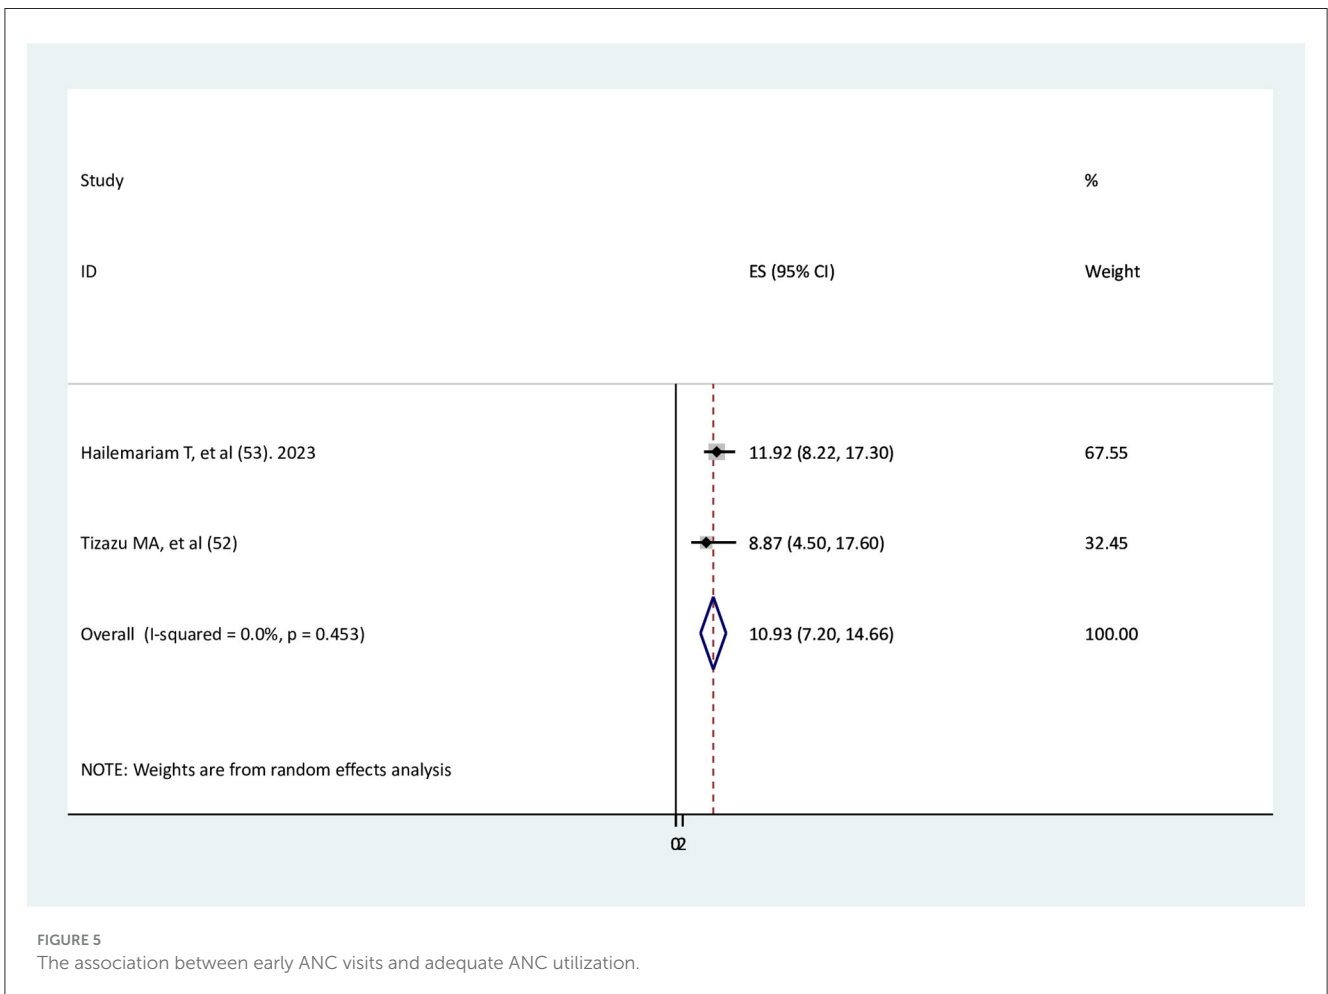 Study %
ID ES (95% CI) Weight
Hailemariam T, et al (53). 2023 11.92 (8.22, 17.30) 67.55
Tizazu MA, et al (52) 8.87 (4.50, 17.60) 32.45
Overall (I-squared = 0.0%, p = 0.453) 10.93 (7.20, 14.66) 100.00
NOTE: Weights are from random effects analysis
0 2
FIGURE 5
The association between early ANC visits and adequate ANC utilization.